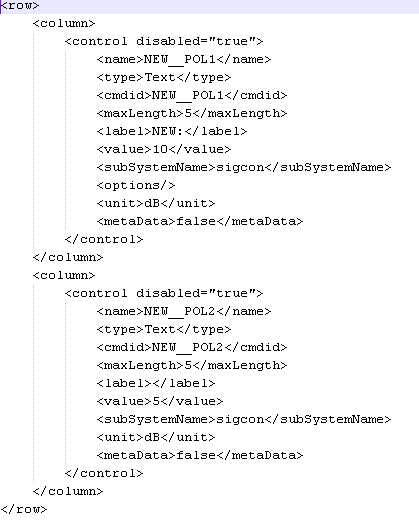 <row>
<column>
<control disabled="true">
<name>NEW__POL1</name>
<type>Text</type>
<cmdid>NEW__POL1</cmdid>
<maxLength>5</maxLength>
<label>NEW:</label>
<value>10</value>
<subSystemName>sigcon</subSystemName>
<options/>
<unit>dB</unit>
<metaData>false</metaData>
</control>
</column>
<column>
<control disabled="true">
<name>NEW__POL2</name>
<type>Text</type>
<cmdid>NEW__POL2</cmdid>
<maxLength>5</maxLength>
<label></label>
<value>5</value>
<subSystemName>sigcon</subSystemName>
<unit>dB</unit>
<metaData>false</metaData>
</control>
</column>
</row>